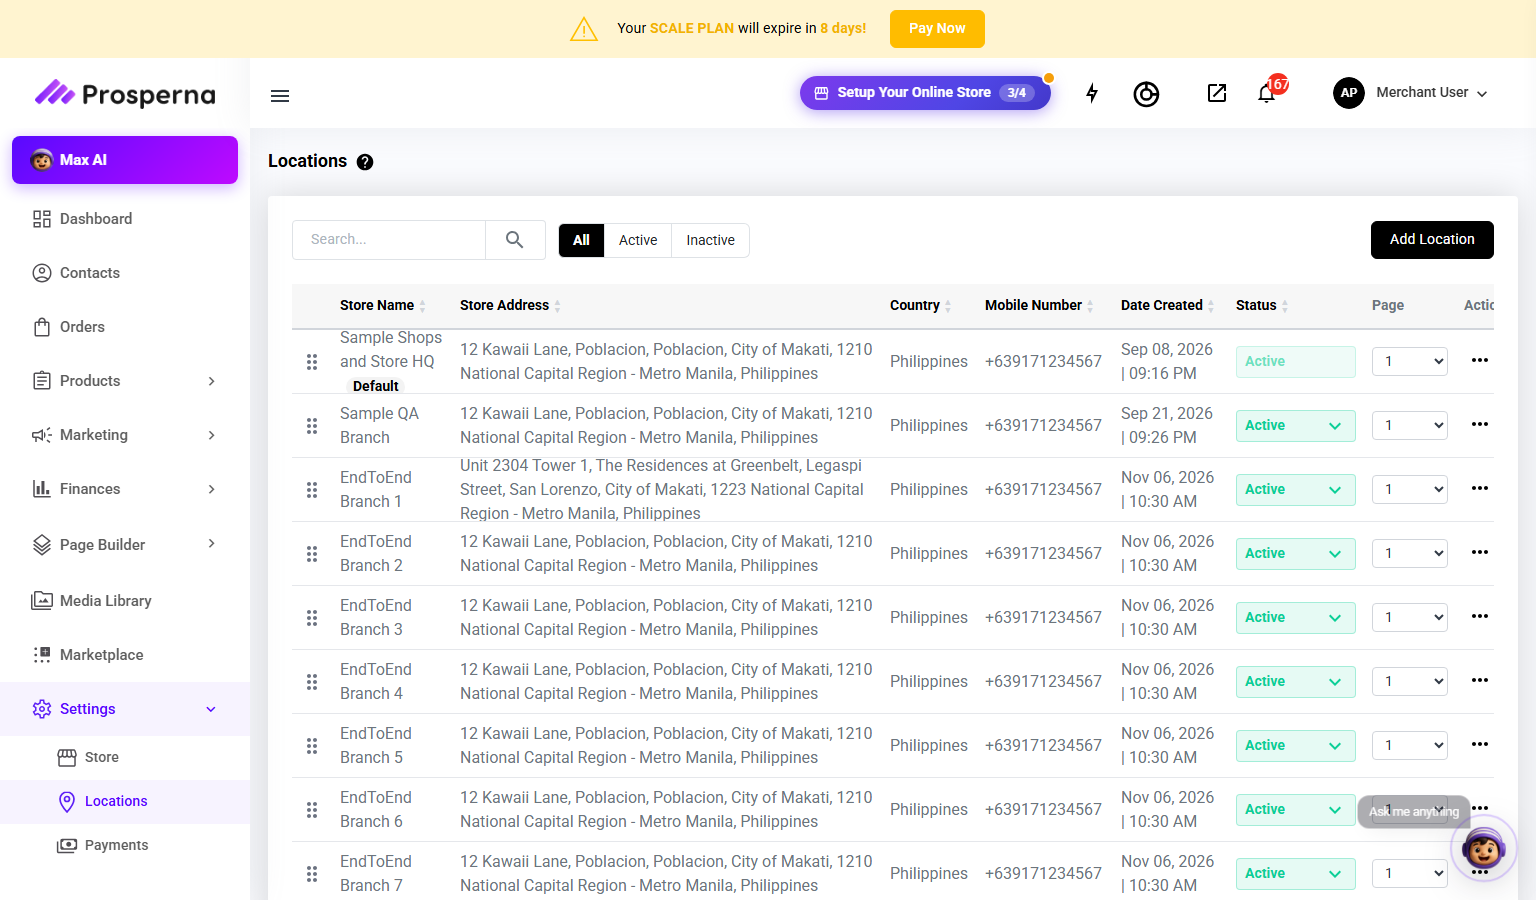 Your SCALE PLAN will expire in 8 days!
Pay Now
Prosperna
Setup Your Online Store 3/4
167
AP
Merchant User
Max AI
Dashboard
Contacts
Orders
Products
Marketing
Finances
Page Builder
Media Library
Marketplace
Settings
Store
Locations
Payments
Locations ?
Search...
All Active Inactive
Add Location
Store Name Store Address Country Mobile Number Date Created Status Page
Sample Shops
and Store HQ
Default
12 Kawaii Lane, Poblacion, Poblacion, City of Makati, 1210
National Capital Region - Metro Manila, Philippines
Philippines
+639171234567
Sep 08, 2026
| 09:16 PM
Active
1
Sample QA
Branch
12 Kawaii Lane, Poblacion, Poblacion, City of Makati, 1210
National Capital Region - Metro Manila, Philippines
Philippines
+639171234567
Sep 21, 2026
| 09:26 PM
Active
1
EndToEnd
Branch 1
Unit 2304 Tower 1, The Residences at Greenbelt, Legaspi
Street, San Lorenzo, City of Makati, 1223 National Capital
Region - Metro Manila, Philippines
Philippines
+639171234567
Nov 06, 2026
| 10:30 AM
Active
1
EndToEnd
Branch 2
12 Kawaii Lane, Poblacion, Poblacion, City of Makati, 1210
National Capital Region - Metro Manila, Philippines
Philippines
+639171234567
Nov 06, 2026
| 10:30 AM
Active
1
EndToEnd
Branch 3
12 Kawaii Lane, Poblacion, Poblacion, City of Makati, 1210
National Capital Region - Metro Manila, Philippines
Philippines
+639171234567
Nov 06, 2026
| 10:30 AM
Active
1
EndToEnd
Branch 4
12 Kawaii Lane, Poblacion, Poblacion, City of Makati, 1210
National Capital Region - Metro Manila, Philippines
Philippines
+639171234567
Nov 06, 2026
| 10:30 AM
Active
1
EndToEnd
Branch 5
12 Kawaii Lane, Poblacion, Poblacion, City of Makati, 1210
National Capital Region - Metro Manila, Philippines
Philippines
+639171234567
Nov 06, 2026
| 10:30 AM
Active
1
EndToEnd
Branch 6
12 Kawaii Lane, Poblacion, Poblacion, City of Makati, 1210
National Capital Region - Metro Manila, Philippines
Philippines
+639171234567
Nov 06, 2026
| 10:30 AM
Active
1
Ask me anything
EndToEnd
Branch 7
12 Kawaii Lane, Poblacion, Poblacion, City of Makati, 1210
National Capital Region - Metro Manila, Philippines
Philippines
+639171234567
Nov 06, 2026
| 10:30 AM
Active
1